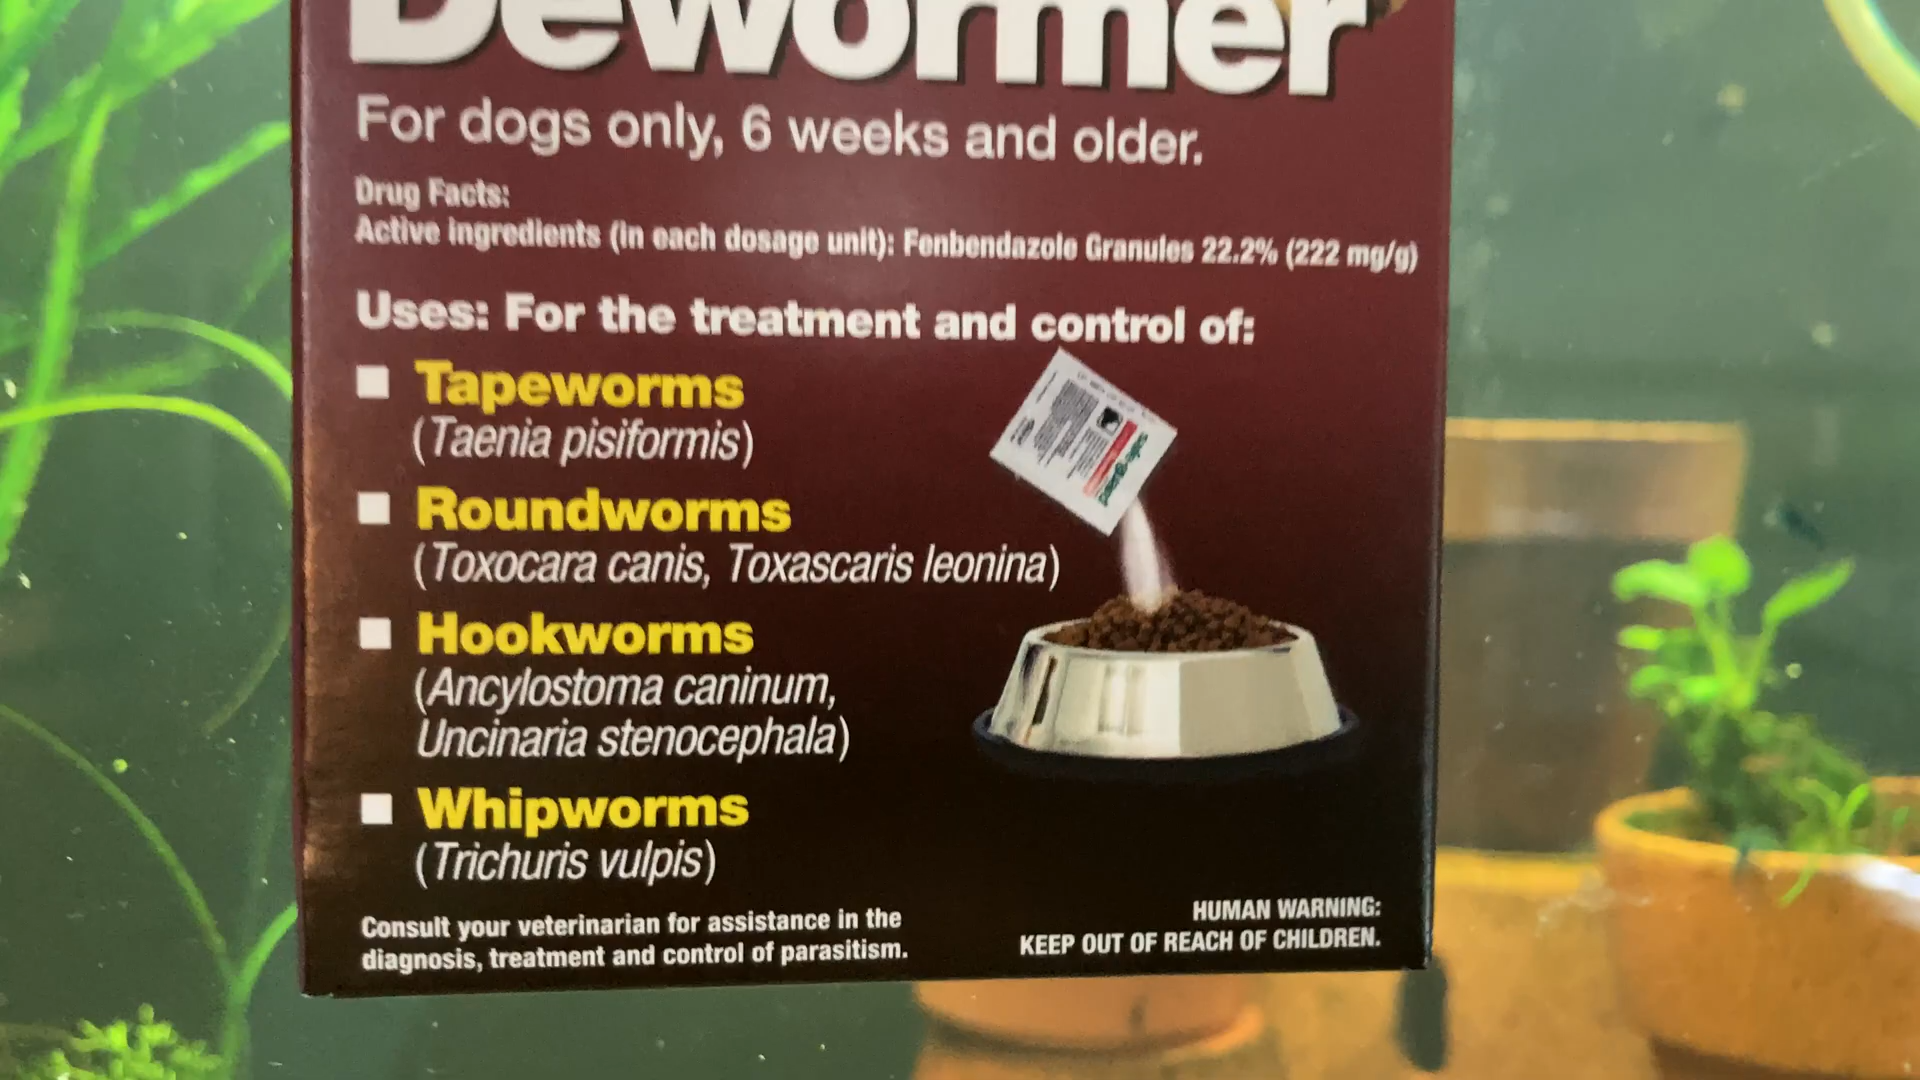 Dewormer
For dogs only, 6 weeks and older.
Drug Facts:
Active ingredients (in each dosage unit): Fenbendazole Granules 22.2% (222 mg/g)
Uses: For the treatment and control of:
Tapeworms
(Taenia pisiformis)
Roundworms
(Toxocara canis, Toxascaris leonina)
Hookworms
(Ancylostoma caninum,
Uncinaria stenocephala)
Whipworms
(Trichuris vulpis)
Consult your veterinarian for assistance in the
diagnosis, treatment and control of parasitism.
HUMAN WARNING:
KEEP OUT OF REACH OF CHILDREN.